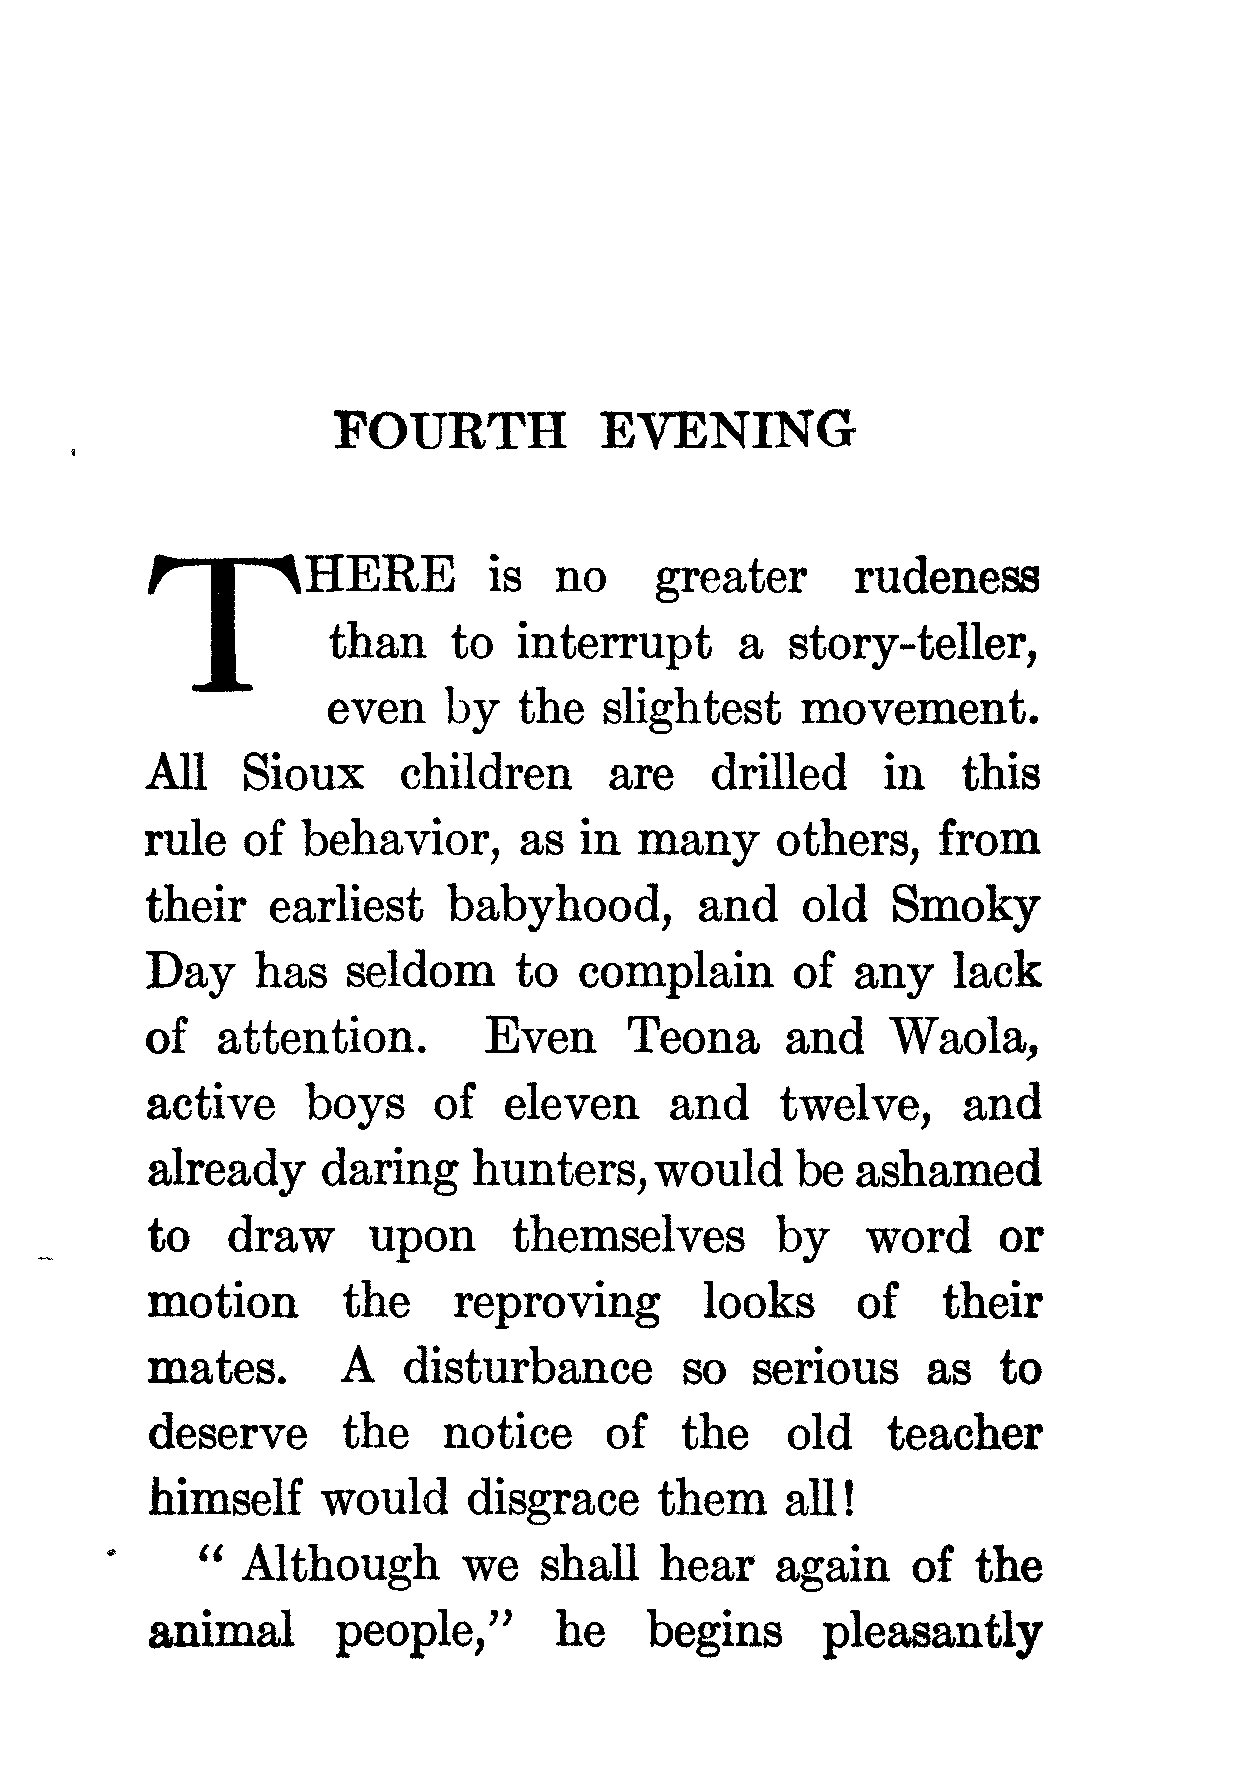 FOURTH EVENING
THERE is no greater rudeness
than to interrupt a story-teller,
even by the slightest movement.
All Sioux children are drilled in this
rule of behavior, as in many others, from
their earliest babyhood, and old Smoky
Day has seldom to complain of any lack
of attention. Even Teona and Waola,
active boys of eleven and twelve, and
already daring hunters, would be ashamed
to draw upon themselves by word or
motion the reproving looks of their
mates. A disturbance so serious as to
deserve the notice of the old teacher
himself would disgrace them all!
“ Although we shall hear again of the
animal people,” he begins pleasantly